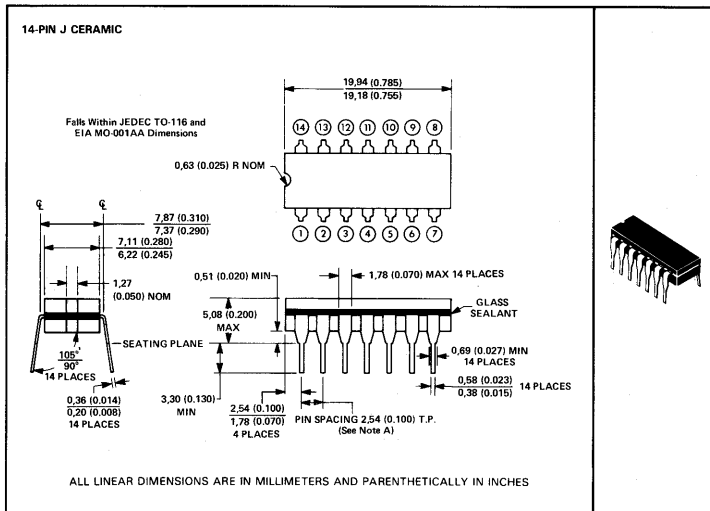 14-PIN J CERAMIC
19,94 (0.785)
19,18 (0.755)
Falls Within JEDEC TO-116 and
EIA MO-001AA Dimensions
14 13 12 11 10 9 8
0,63 (0.025) R NOM
1 2 3 4 5 6 7
℄ ℄
7,87 (0.310)
7,37 (0.290)
7,11 (0.280)
6,22 (0.245)
1,27
(0.050) NOM
0,51 (0.020) MIN
1,78 (0.070) MAX 14 PLACES
5,08 (0.200)
MAX
GLASS
SEALANT
SEATING PLANE
105°
90°
14 PLACES
0,69 (0.027) MIN
14 PLACES
0,36 (0.014)
0,20 (0.008)
14 PLACES
3,30 (0.130)
MIN
2,54 (0.100)
1,78 (0.070)
4 PLACES
PIN SPACING 2,54 (0.100) T.P.
(See Note A)
0,58 (0.023)
0,38 (0.015)
14 PLACES
ALL LINEAR DIMENSIONS ARE IN MILLIMETERS AND PARENTHETICALLY IN INCHES